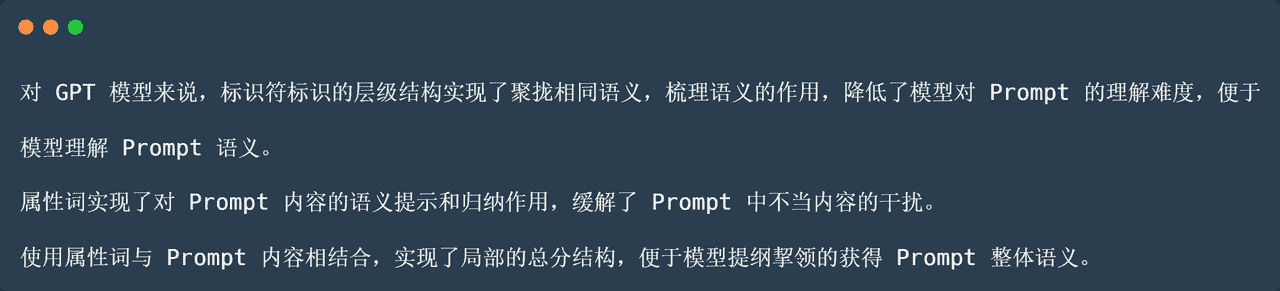 对 GPT 模型来说，标识符标识的层级结构实现了聚拢相同语义，梳理语义的作用，降低了模型对 Prompt 的理解难度，便于
模型理解 Prompt 语义。
属性词实现了对 Prompt 内容的语义提示和归纳作用，缓解了 Prompt 中不当内容的干扰。
使用属性词与 Prompt 内容相结合，实现了局部的总分结构，便于模型提纲挈领的获得 Prompt 整体语义。